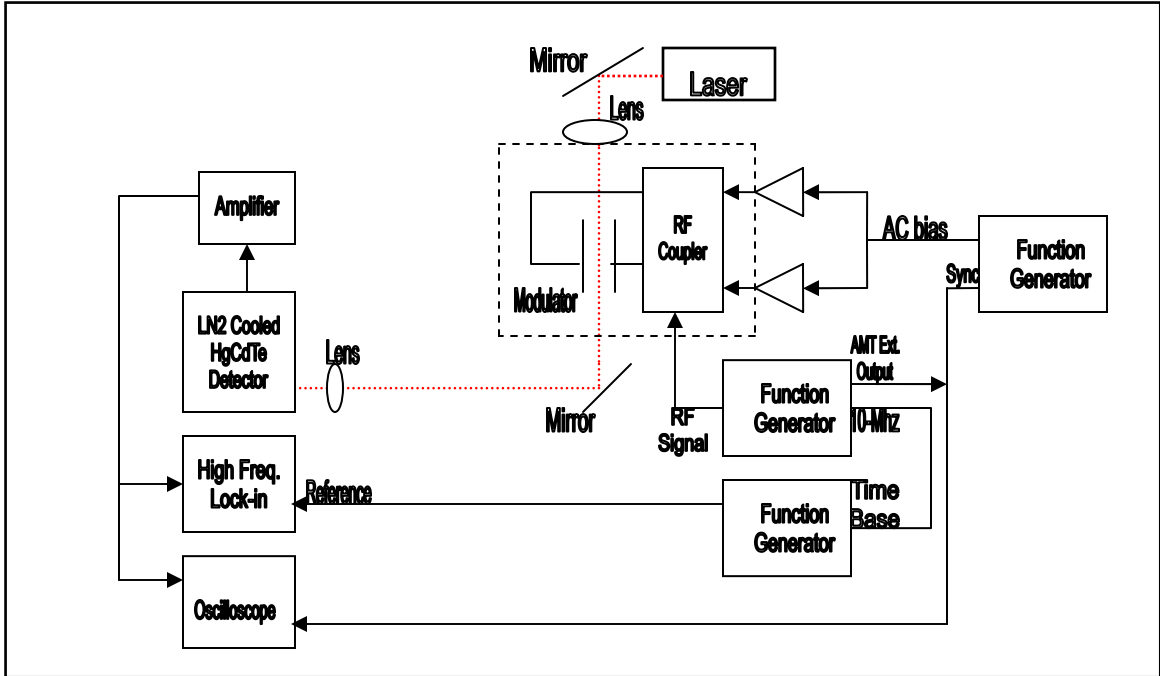 Mirror
Laser
Lens
Amplifier
RF
Coupler
AC bias
Function
Generator
Sync
Modulator
LN2 Cooled
HgCdTe
Detector
Lens
AMT Ext.
Output
Mirror
RF
Signal
Function
Generator
10-Mhz
High Freq.
Lock-in
Reference
Function
Generator
Time
Base
Oscilloscope